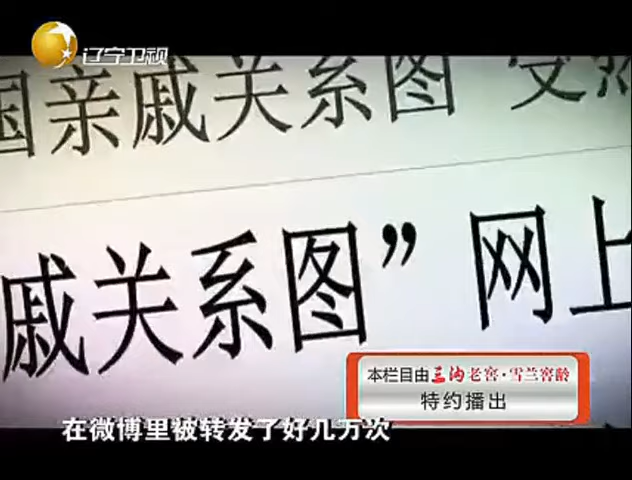 辽宁卫视
国亲戚关系图"受热
戚关系图”网上
本栏目由三沟老窖·雪兰窖龄
特约播出
在微博里被转发了好几万次